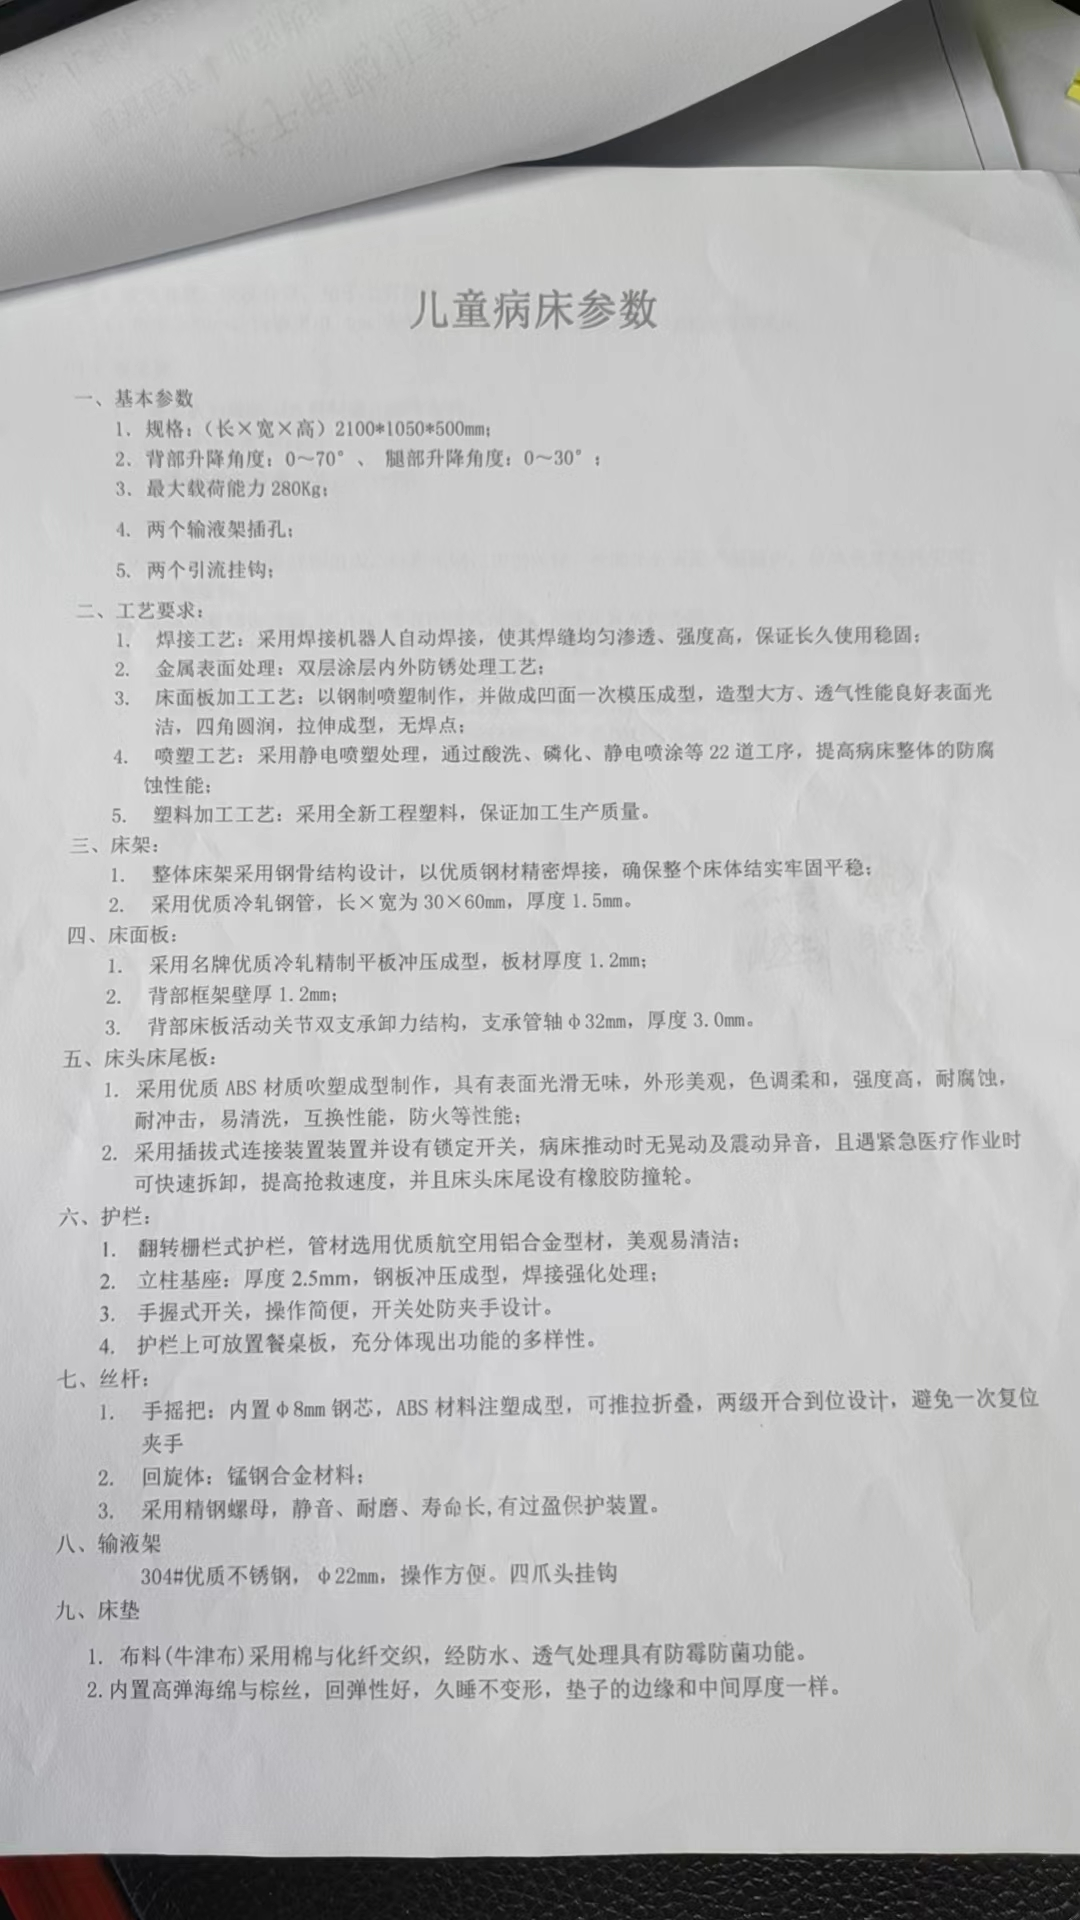 儿童病床参数
一、基本参数
1. 规格：（长×宽×高）2100*1050*500mm；
2. 背部升降角度：0～70°、 腿部升降角度：0～30°；
3. 最大载荷能力 280Kg；
4. 两个输液架插孔；
5. 两个引流挂钩；
二、工艺要求：
1. 焊接工艺：采用焊接机器人自动焊接，使其焊缝均匀渗透、强度高，保证长久使用稳固；
2. 金属表面处理：双层涂层内外防锈处理工艺；
3. 床面板加工工艺：以钢制喷塑制作，并做成凹面一次模压成型，造型大方、透气性能良好表面光
洁，四角圆润，拉伸成型，无焊点；
4. 喷塑工艺：采用静电喷塑处理，通过酸洗、磷化、静电喷涂等 22 道工序，提高病床整体的防腐
蚀性能；
5. 塑料加工工艺：采用全新工程塑料，保证加工生产质量。
三、床架：
1. 整体床架采用钢骨结构设计，以优质钢材精密焊接，确保整个床体结实牢固平稳；
2. 采用优质冷轧钢管，长×宽为 30×60mm，厚度 1.5mm。
四、床面板：
1. 采用名牌优质冷轧精制平板冲压成型，板材厚度 1.2mm；
2. 背部框架壁厚 1.2mm；
3. 背部床板活动关节双支承卸力结构，支承管轴φ32mm，厚度 3.0mm。
五、床头床尾板：
1. 采用优质 ABS 材质吹塑成型制作，具有表面光滑无味，外形美观，色调柔和，强度高，耐腐蚀，
耐冲击，易清洗，互换性能，防火等性能；
2. 采用插拔式连接装置装置并设有锁定开关，病床推动时无晃动及震动异音，且遇紧急医疗作业时
可快速拆卸，提高抢救速度，并且床头床尾设有橡胶防撞轮。
六、护栏：
1. 翻转栅栏式护栏，管材选用优质航空用铝合金型材，美观易清洁；
2. 立柱基座：厚度 2.5mm，钢板冲压成型，焊接强化处理；
3. 手握式开关，操作简便，开关处防夹手设计。
4. 护栏上可放置餐桌板，充分体现出功能的多样性。
七、丝杆：
1. 手摇把：内置φ8mm 钢芯，ABS 材料注塑成型，可推拉折叠，两级开合到位设计，避免一次复位
夹手
2. 回旋体：锰钢合金材料；
3. 采用精钢螺母，静音、耐磨、寿命长,有过盈保护装置。
八、输液架
304#优质不锈钢，φ22mm，操作方便。四爪头挂钩
九、床垫
1. 布料(牛津布)采用棉与化纤交织，经防水、透气处理具有防霉防菌功能。
2.内置高弹海绵与棕丝，回弹性好，久睡不变形，垫子的边缘和中间厚度一样。